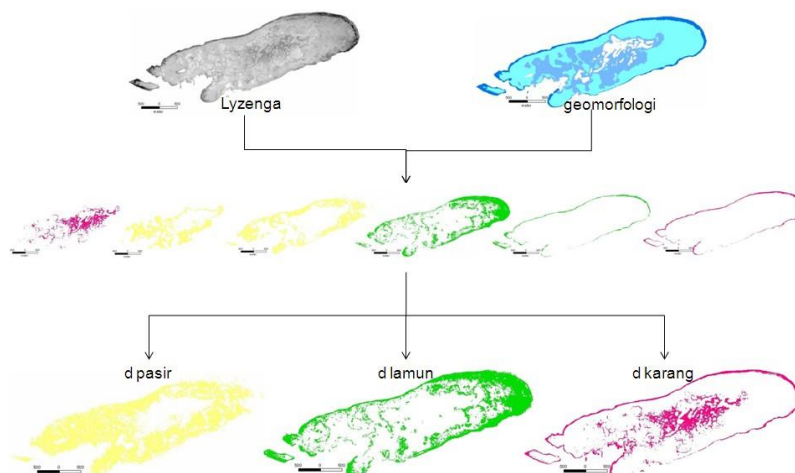 Lyzenga
geomorfologi
d pasir
d lamun
d karang